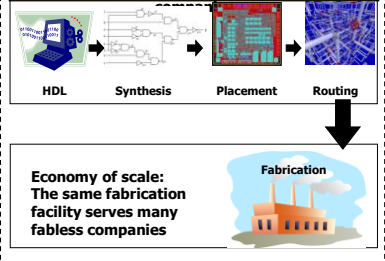 HDL Synthesis Placement Routing
Fabrication
Economy of scale:
The same fabrication
facility serves many
fabless companies